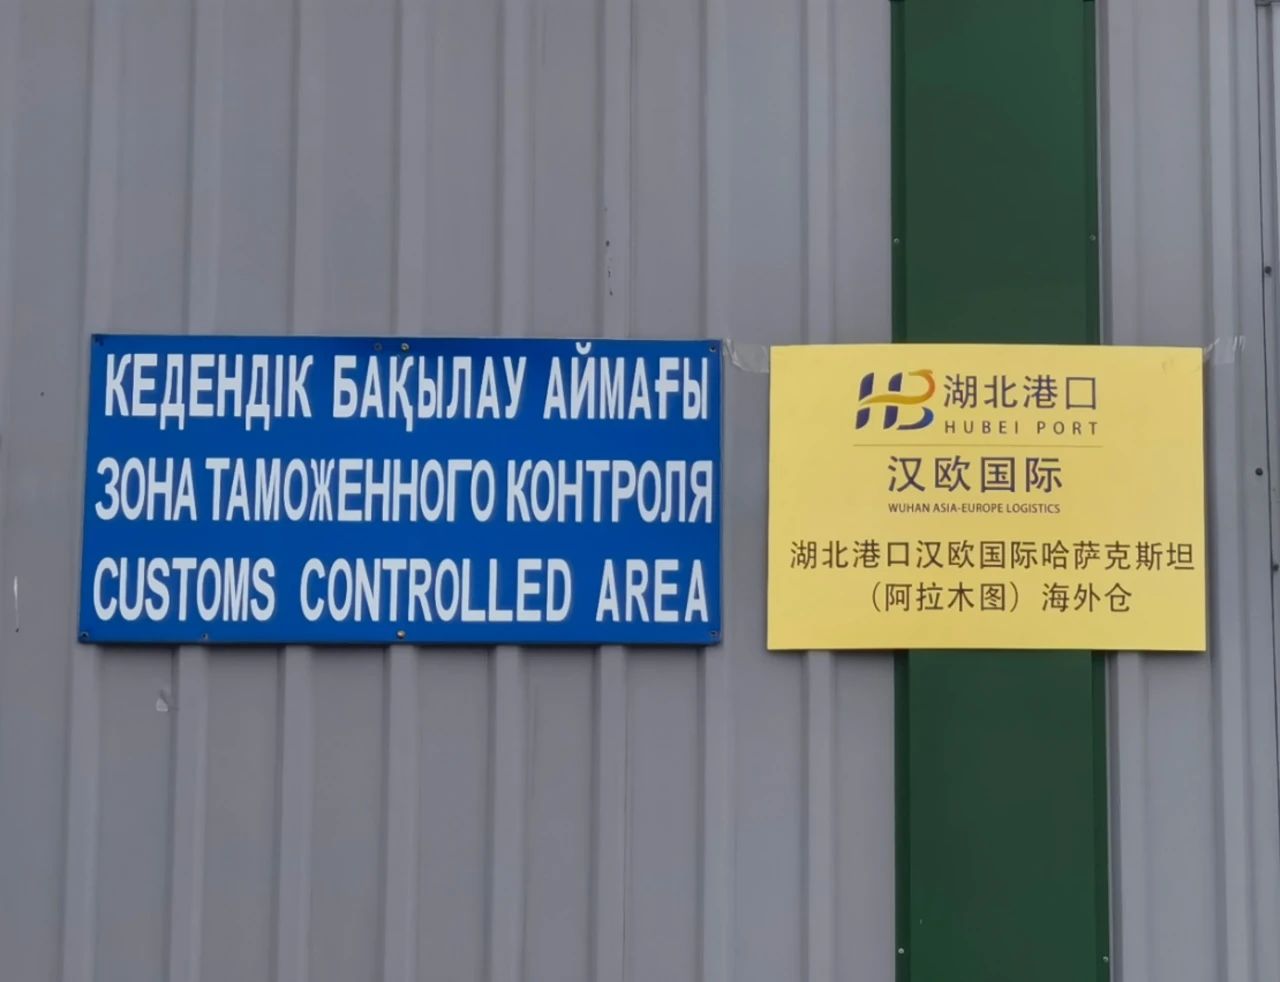 КЕДЕНДІК БАҚЫЛАУ АЙМАҒЫ
ЗОНА ТАМОЖЕННОГО КОНТРОЛЯ
CUSTOMS CONTROLLED AREA
HB 湖北港口
HUBEI PORT
汉欧国际
WUHAN ASIA-EUROPE LOGISTICS
湖北港口汉欧国际哈萨克斯坦
（阿拉木图）海外仓